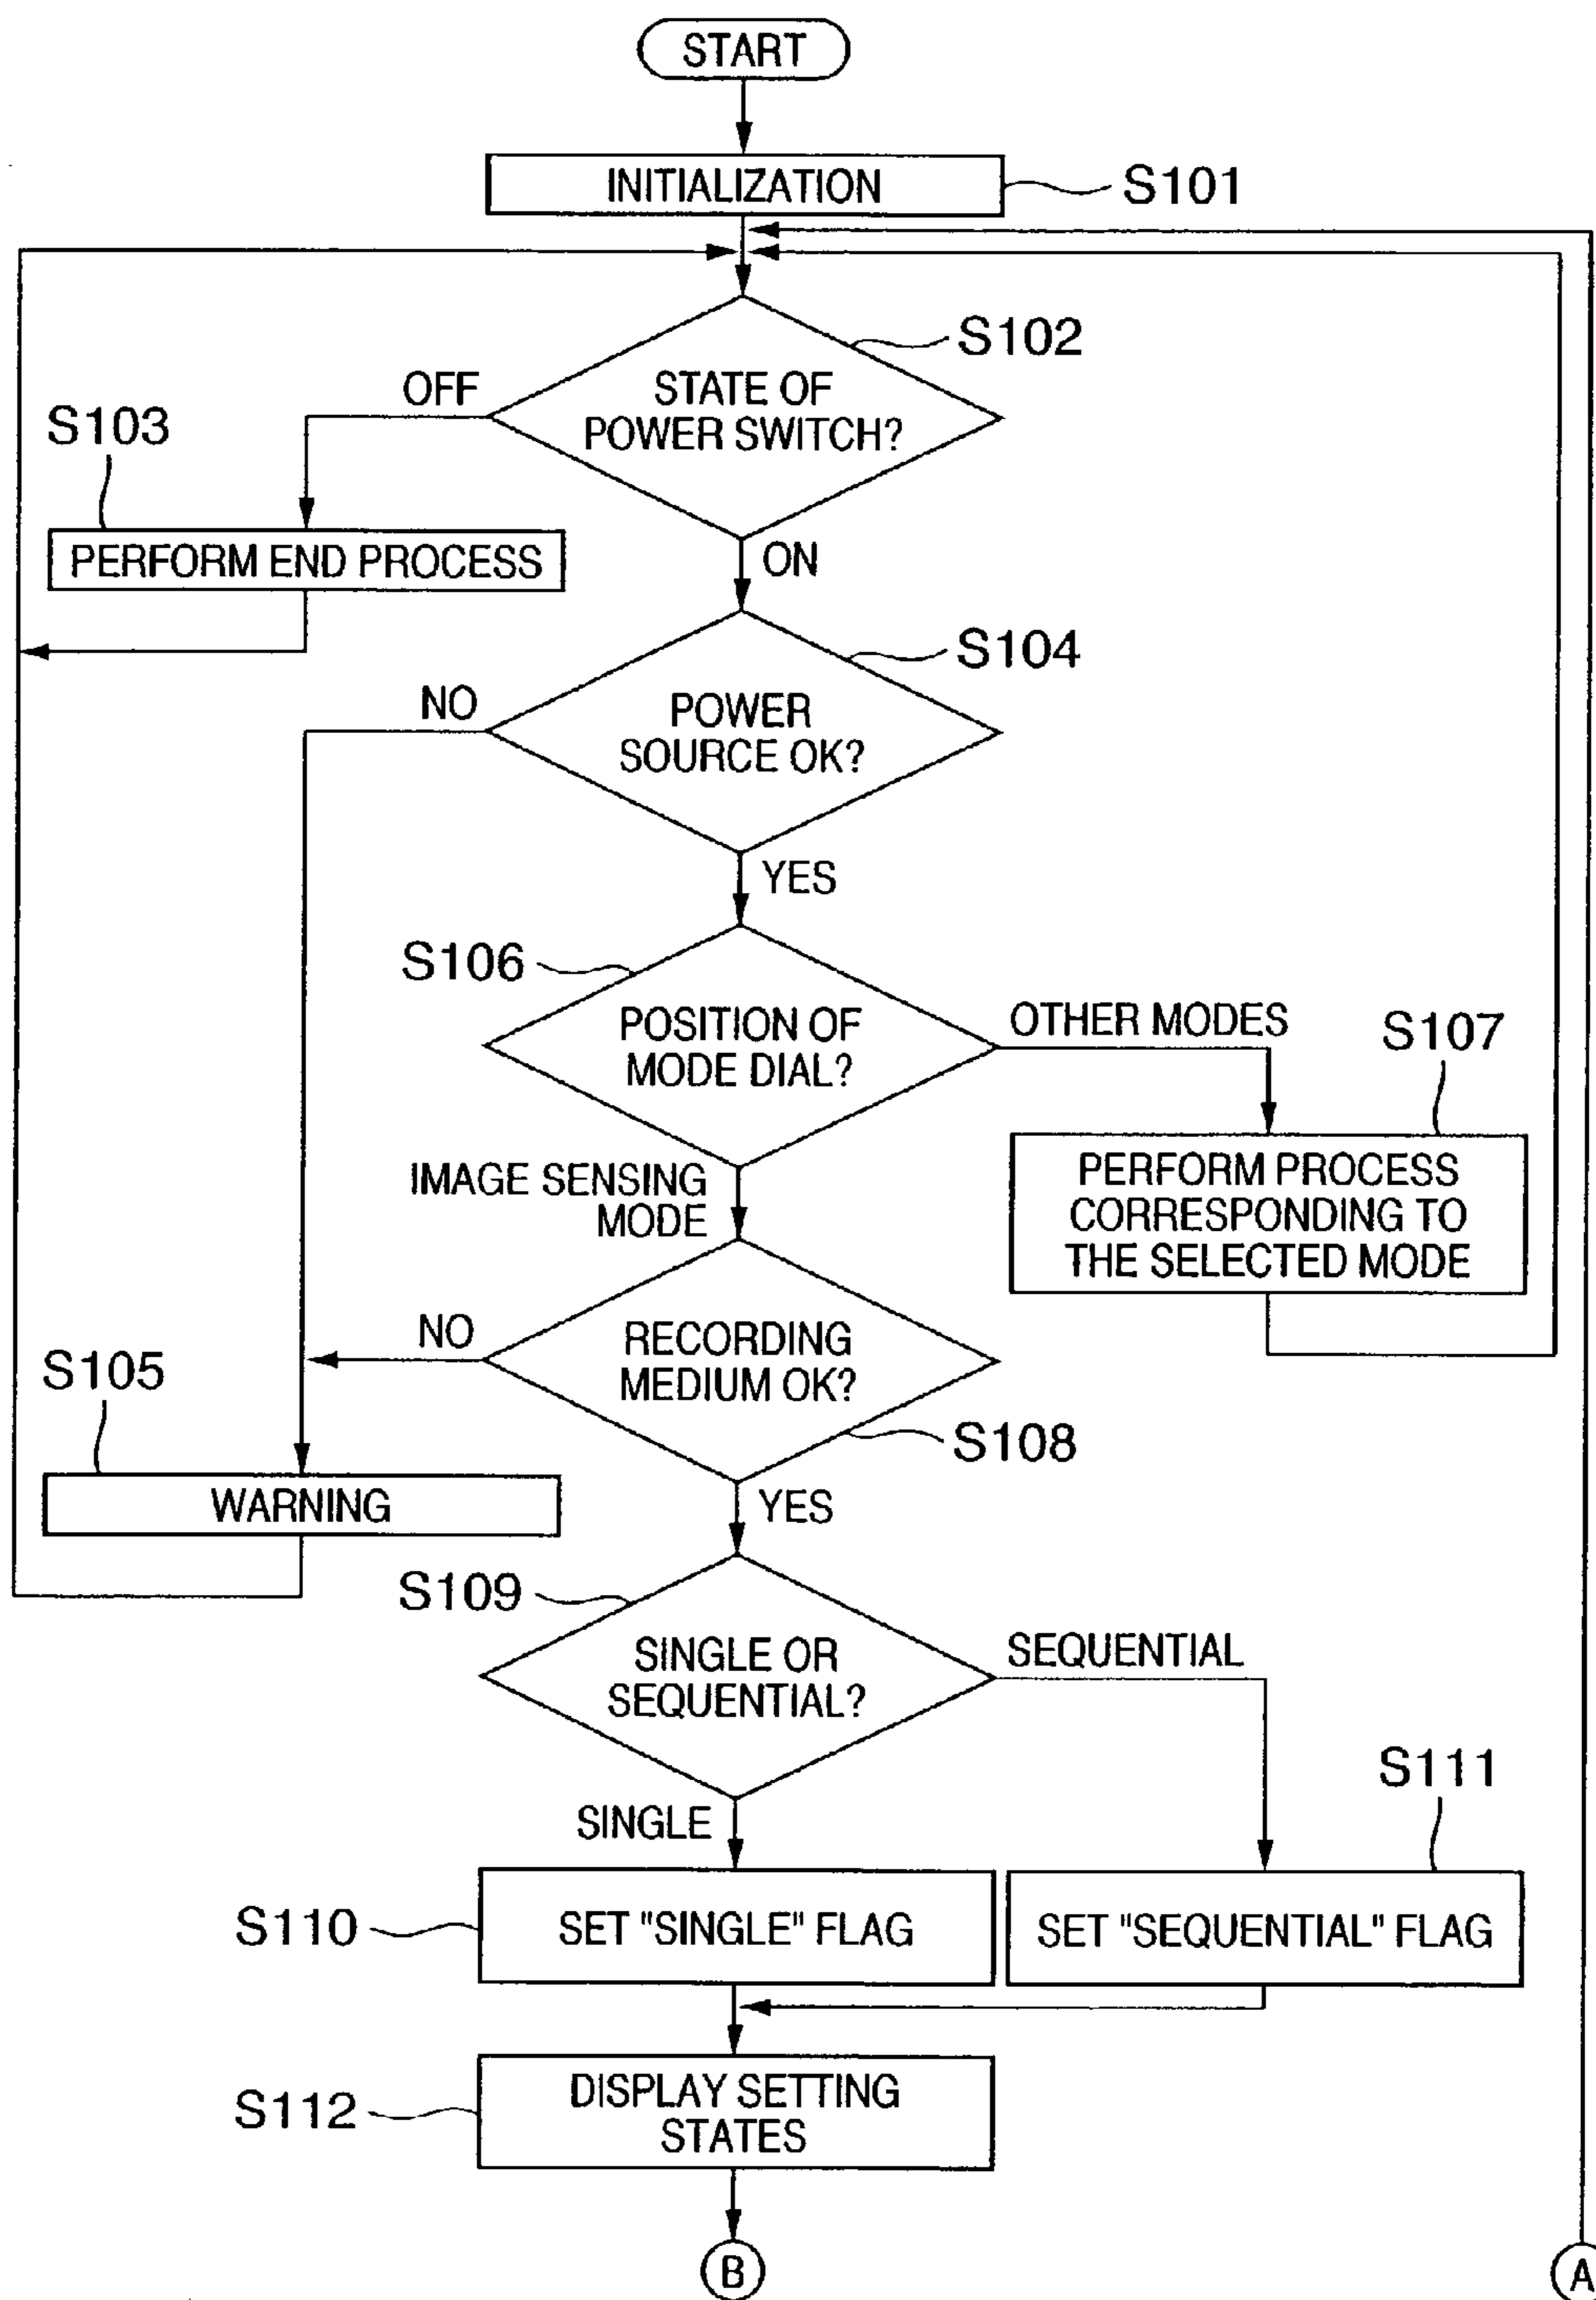 START
INITIALIZATION
S101
S102
OFF
STATE OF
POWER SWITCH?
S103
PERFORM END PROCESS
ON
S104
NO
POWER
SOURCE OK?
YES
S106
POSITION OF
MODE DIAL?
OTHER MODES
S107
IMAGE SENSING
MODE
PERFORM PROCESS
CORRESPONDING TO
THE SELECTED MODE
NO
RECORDING
MEDIUM OK?
S105
S108
WARNING
YES
S109
SINGLE OR
SEQUENTIAL?
SEQUENTIAL
S111
SINGLE
S110
SET "SINGLE" FLAG
SET "SEQUENTIAL" FLAG
S112
DISPLAY SETTING
STATES
B
A